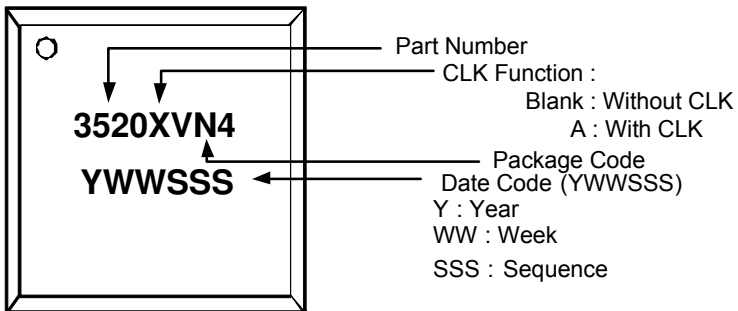 Part Number
CLK Function :
Blank : Without CLK
A : With CLK
3520XVN4
Package Code
YWWSSS
Date Code (YWWSSS)
Y : Year
WW : Week
SSS : Sequence